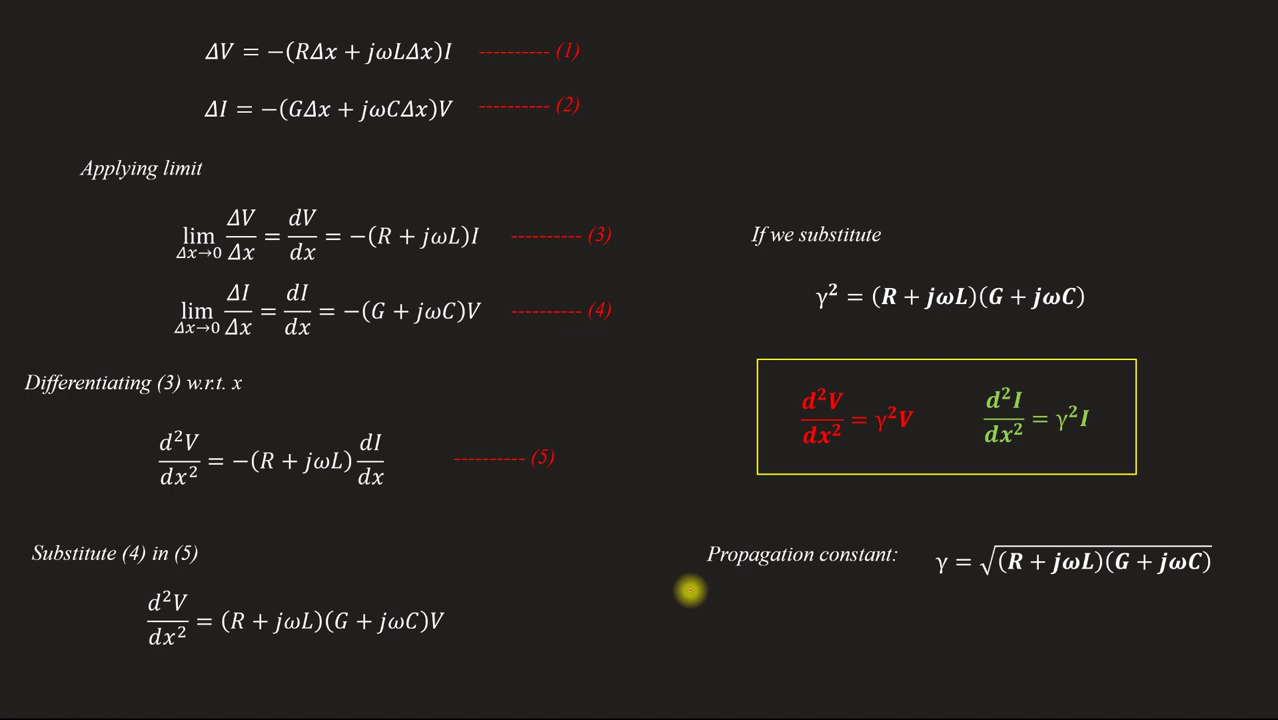 ΔV = −(RΔx + jωLΔx)I ---------- (1)
ΔI = −(GΔx + jωCΔx)V ---------- (2)
Applying limit
lim Δx→0 ΔV/Δx = dV/dx = −(R + jωL)I ---------- (3)
lim Δx→0 ΔI/Δx = dI/dx = −(G + jωC)V ---------- (4)
Differentiating (3) w.r.t. x
d²V/dx² = −(R + jωL) dI/dx ---------- (5)
Substitute (4) in (5)
d²V/dx² = (R + jωL)(G + jωC)V
If we substitute
γ² = (R + jωL)(G + jωC)
d²V/dx² = γ²V d²I/dx² = γ²I
Propagation constant: γ = √(R + jωL)(G + jωC)